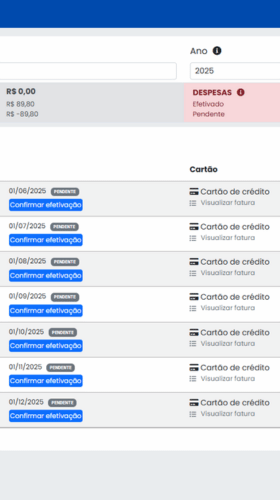 Ano
2025
R$ 0,00
R$ 89,80
R$ -89,80
DESPESAS
Efetivado
Pendente
Cartão
01/06/2025 PENDENTE
Confirmar efetivação
Cartão de crédito
Visualizar fatura
01/07/2025 PENDENTE
Confirmar efetivação
Cartão de crédito
Visualizar fatura
01/08/2025 PENDENTE
Confirmar efetivação
Cartão de crédito
Visualizar fatura
01/09/2025 PENDENTE
Confirmar efetivação
Cartão de crédito
Visualizar fatura
01/10/2025 PENDENTE
Confirmar efetivação
Cartão de crédito
Visualizar fatura
01/11/2025 PENDENTE
Confirmar efetivação
Cartão de crédito
Visualizar fatura
01/12/2025 PENDENTE
Confirmar efetivação
Cartão de crédito
Visualizar fatura